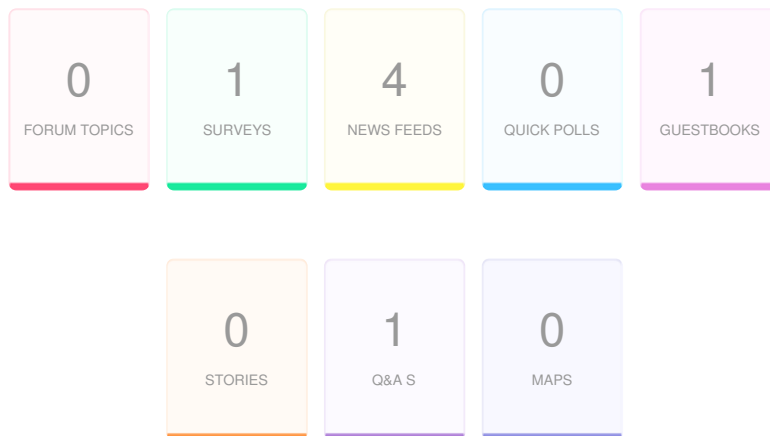 0
FORUM TOPICS
1
SURVEYS
4
NEWS FEEDS
0
QUICK POLLS
1
GUESTBOOKS
0
STORIES
1
Q&A S
0
MAPS